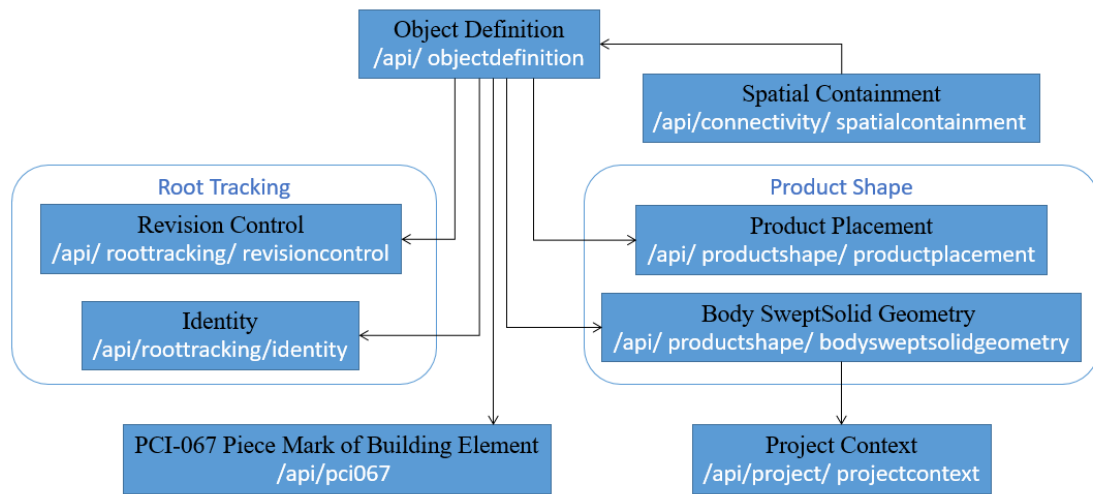 Object Definition
/api/ objectdefinition
Spatial Containment
/api/connectivity/ spatialcontainment
Root Tracking
Revision Control
/api/ roottracking/ revisioncontrol
Identity
/api/roottracking/identity
Product Shape
Product Placement
/api/ productshape/ productplacement
Body SweptSolid Geometry
/api/ productshape/ bodysweptsolidgeometry
PCI-067 Piece Mark of Building Element
/api/pci067
Project Context
/api/project/ projectcontext